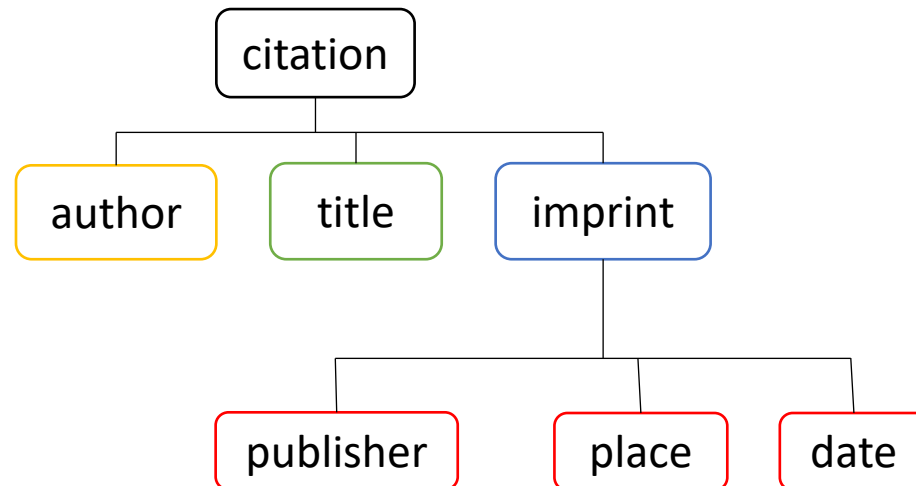 citation
author title imprint
publisher place date